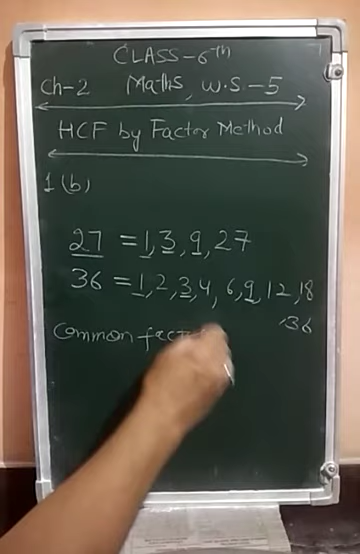 CLASS-6th
Ch-2 Maths, W.S-5
HCF by Factor Method
1(b)
27 = 1,3,9,27
36 = 1,2,3,4,6,9,12,18
,36
Common fact